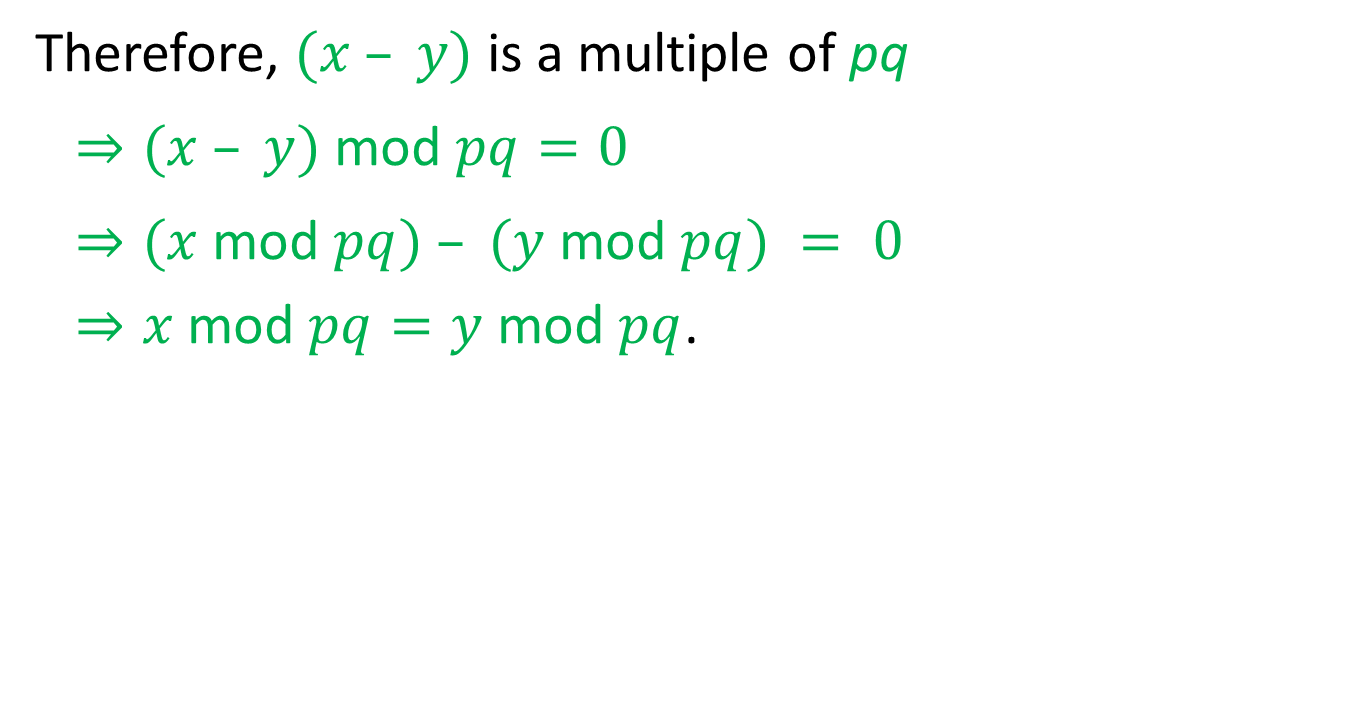 Therefore, (x – y) is a multiple of pq
⇒ (x – y) mod pq = 0
⇒ (x mod pq) – (y mod pq) = 0
⇒ x mod pq = y mod pq.